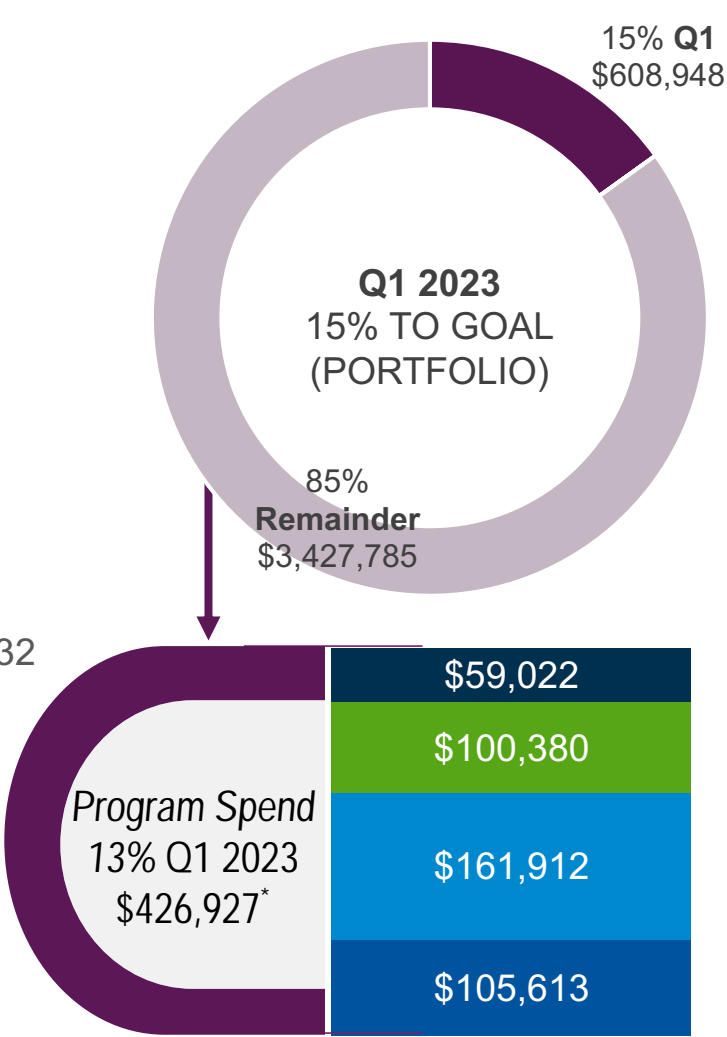 15% Q1
$608,948
Q1 2023
15% TO GOAL
(PORTFOLIO)
85%
Remainder
$3,427,785
32
Program Spend
13% Q1 2023
$426,927*
$59,022
$100,380
$161,912
$105,613